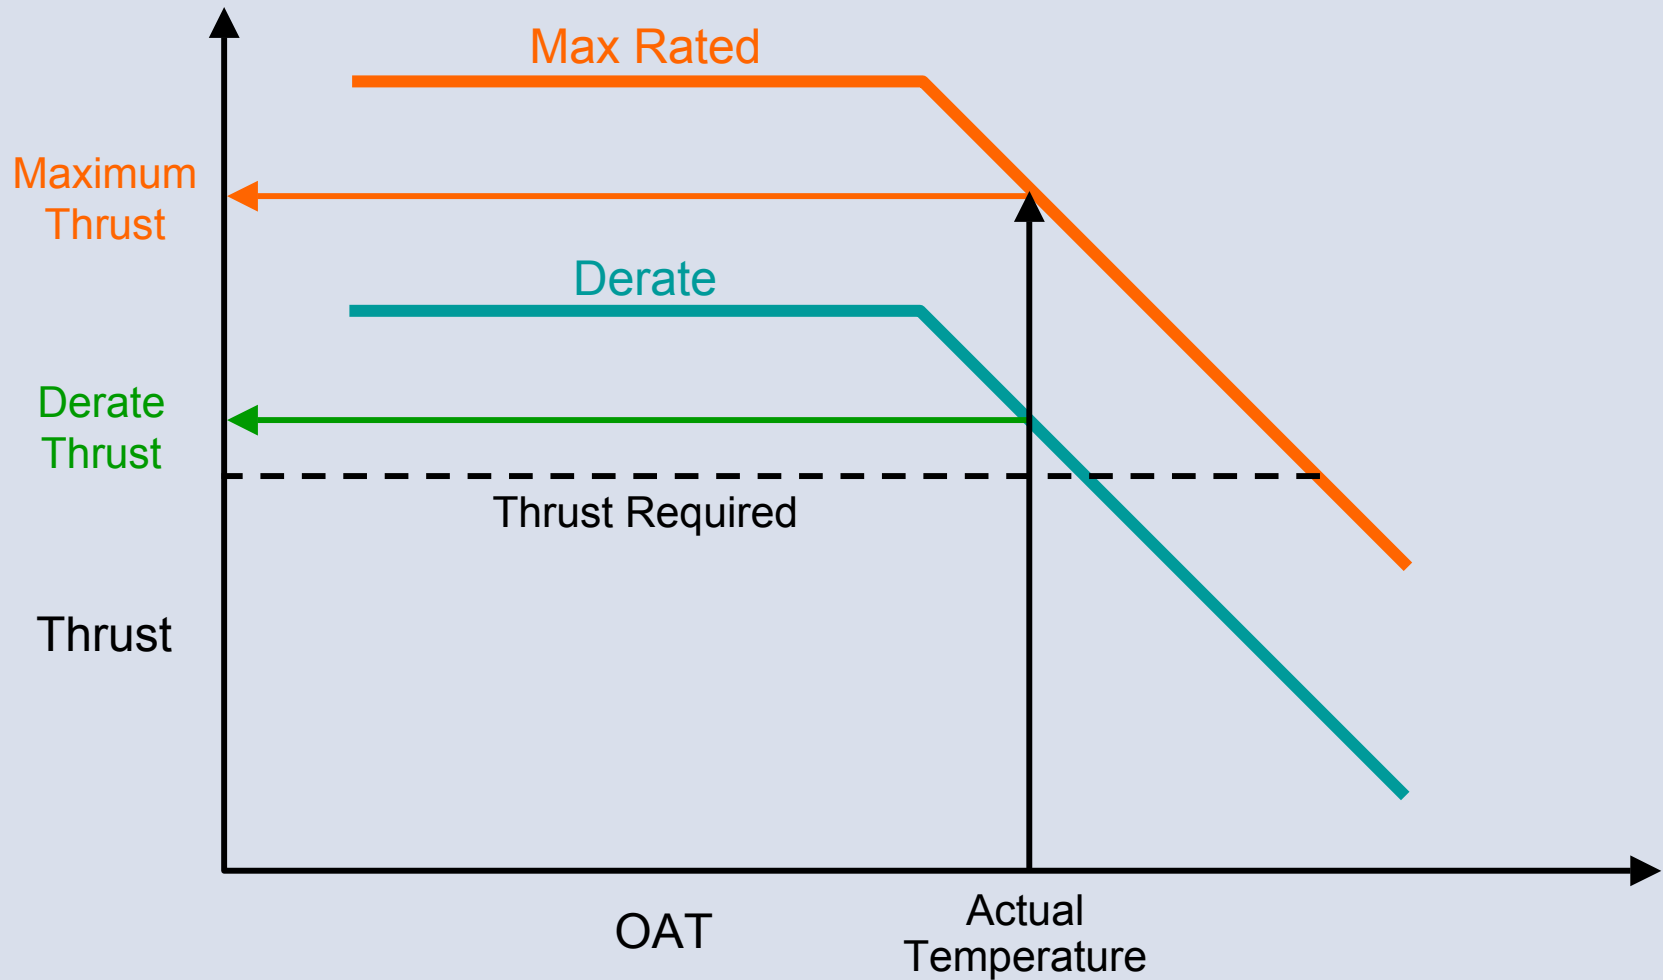 Max Rated
Maximum
Thrust
Derate
Derate
Thrust
Thrust Required
Thrust
OAT
Actual
Temperature